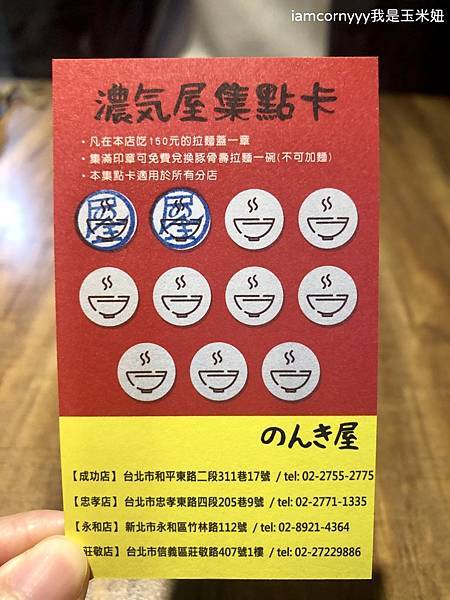 iamcornyyy我是玉米妞
濃気屋集點卡
・凡在本店吃160元的拉麵蓋一章
・集滿印章可免費兌換豚骨壽拉麵一碗(不可加麵)
・本集點卡適用於所有分店
屋 屋
のんき屋
【成功店】台北市和平東路二段311巷17號 / tel: 02-2755-2775
【忠孝店】台北市忠孝東路四段205巷9號 / tel: 02-2771-1335
【永和店】新北市永和區竹林路112號 / tel: 02-8921-4364
莊敬店】台北市信義區莊敬路407號1樓 / tel: 02-27229886